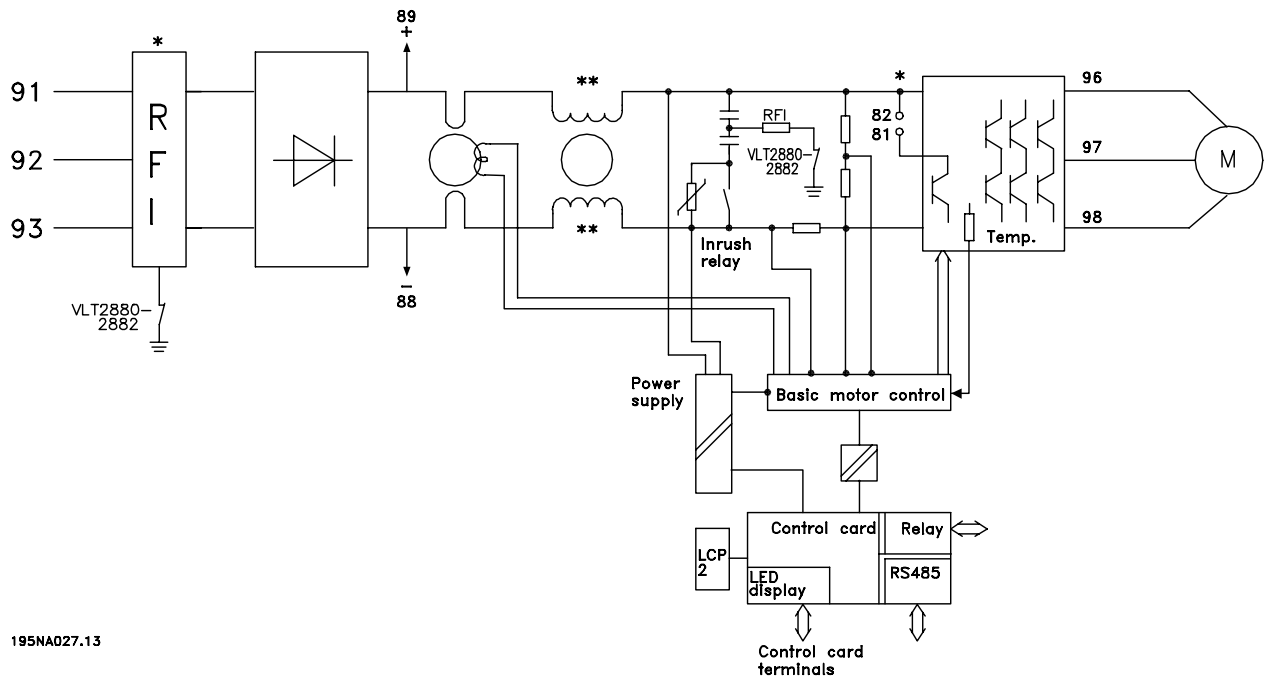 89
+
*
**
*
91
R
F
I
RFI
82
81
96
92
VLT2880-
2882
97
M
93
**
Inrush
relay
Temp.
98
VLT2880-
2882
–
88
Power
supply
Basic motor control
Control card
Relay
LCP
2
LED
display
RS485
195NA027.13
Control card
terminals